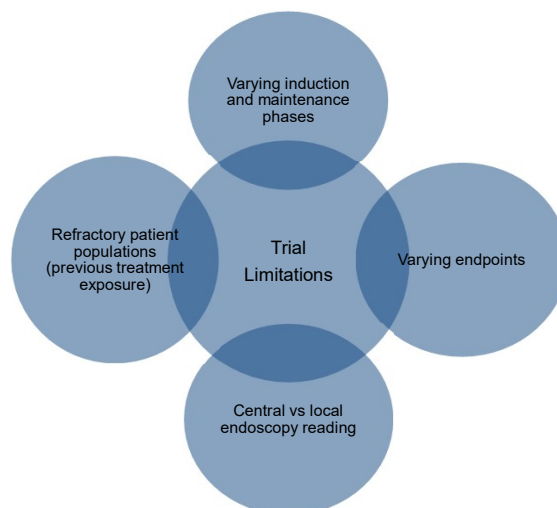 Varying induction
and maintenance
phases
Refractory patient
populations
(previous treatment
exposure)
Trial
Limitations
Varying endpoints
Central vs local
endoscopy reading